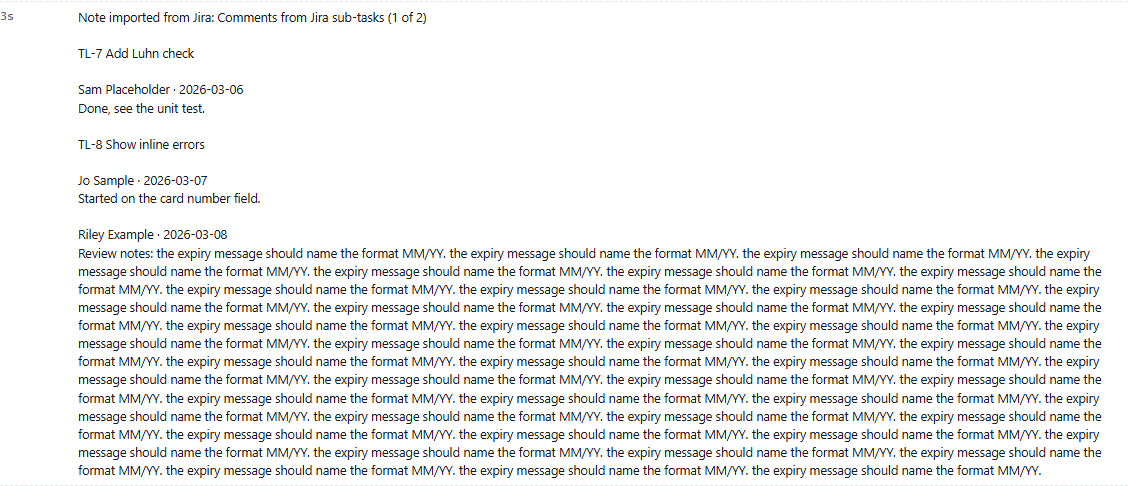 3s
Note imported from Jira: Comments from Jira sub-tasks (1 of 2)
TL-7 Add Luhn check
Sam Placeholder · 2026-03-06
Done, see the unit test.
TL-8 Show inline errors
Jo Sample · 2026-03-07
Started on the card number field.
Riley Example · 2026-03-08
Review notes: the expiry message should name the format MM/YY. the expiry message should name the format MM/YY. the expiry message should name the format MM/YY. the expiry
message should name the format MM/YY. the expiry message should name the format MM/YY. the expiry message should name the format MM/YY. the expiry message should name the
format MM/YY. the expiry message should name the format MM/YY. the expiry message should name the format MM/YY. the expiry message should name the format MM/YY. the expiry
message should name the format MM/YY. the expiry message should name the format MM/YY. the expiry message should name the format MM/YY. the expiry message should name the
format MM/YY. the expiry message should name the format MM/YY. the expiry message should name the format MM/YY. the expiry message should name the format MM/YY. the expiry
message should name the format MM/YY. the expiry message should name the format MM/YY. the expiry message should name the format MM/YY. the expiry message should name the
format MM/YY. the expiry message should name the format MM/YY. the expiry message should name the format MM/YY. the expiry message should name the format MM/YY. the expiry
message should name the format MM/YY. the expiry message should name the format MM/YY. the expiry message should name the format MM/YY. the expiry message should name the
format MM/YY. the expiry message should name the format MM/YY. the expiry message should name the format MM/YY. the expiry message should name the format MM/YY. the expiry
message should name the format MM/YY. the expiry message should name the format MM/YY. the expiry message should name the format MM/YY. the expiry message should name the
format MM/YY. the expiry message should name the format MM/YY. the expiry message should name the format MM/YY. the expiry message should name the format MM/YY. the expiry
message should name the format MM/YY. the expiry message should name the format MM/YY. the expiry message should name the format MM/YY. the expiry message should name the
format MM/YY. the expiry message should name the format MM/YY. the expiry message should name the format MM/YY. the expiry message should name the format MM/YY.